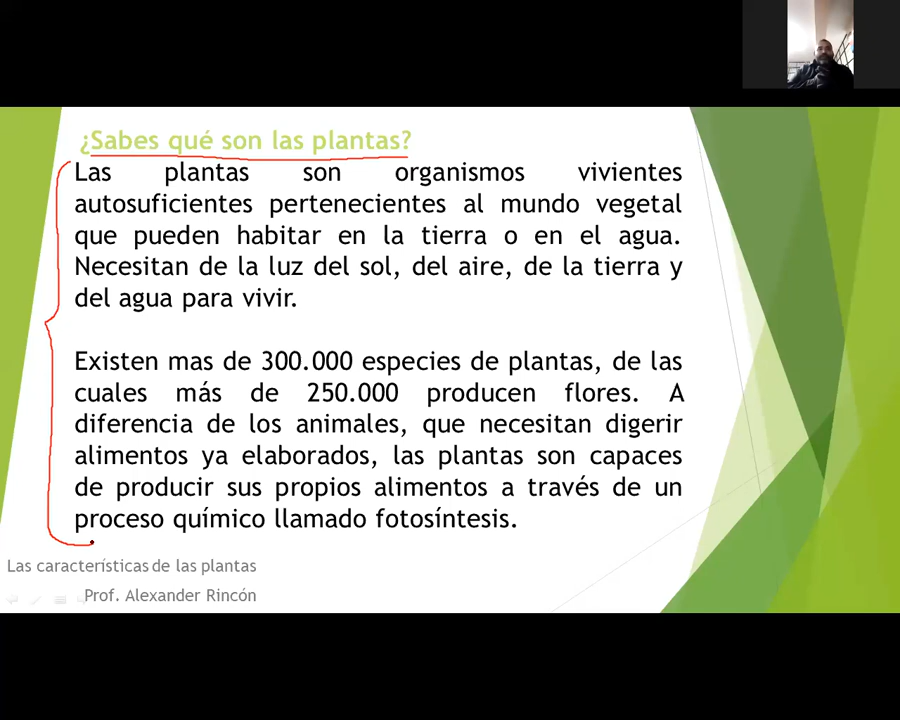 ¿Sabes qué son las plantas?
Las plantas son organismos vivientes
autosuficientes pertenecientes al mundo vegetal
que pueden habitar en la tierra o en el agua.
Necesitan de la luz del sol, del aire, de la tierra y
del agua para vivir.
Existen mas de 300.000 especies de plantas, de las
cuales más de 250.000 producen flores. A
diferencia de los animales, que necesitan digerir
alimentos ya elaborados, las plantas son capaces
de producir sus propios alimentos a través de un
proceso químico llamado fotosíntesis.
Las características de las plantas
Prof. Alexander Rincón